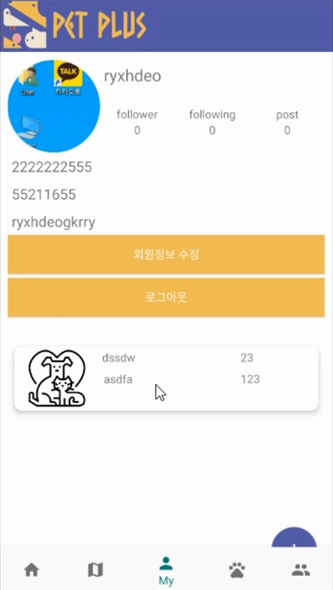 PET PLUS
User
TALK
카카오톡
ryxhdeo
follower following post
0 0 0
2222222555
55211655
ryxhdeogkrry
회원정보 수정
로그아웃
dssdw 23
asdfa 123
My